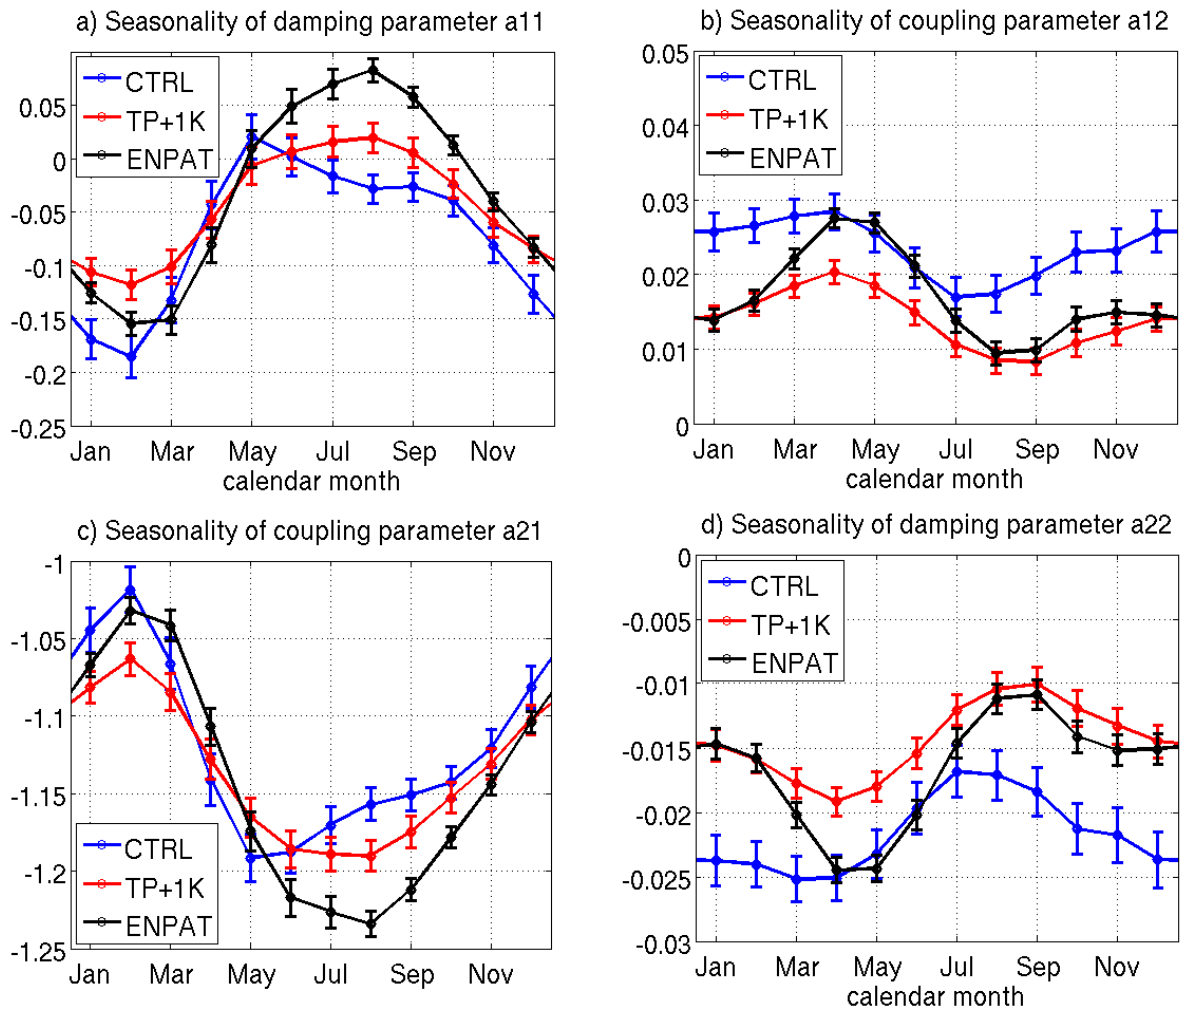 a) Seasonality of damping parameter a11
0.05
0
-0.05
-0.1
-0.15
-0.2
-0.25
CTRL
TP+1K
ENPAT
Jan Mar May Jul Sep Nov
calendar month
b) Seasonality of coupling parameter a12
0.05
0.04
0.03
0.02
0.01
0
CTRL
TP+1K
ENPAT
Jan Mar May Jul Sep Nov
calendar month
c) Seasonality of coupling parameter a21
-1
-1.05
-1.1
-1.15
-1.2
-1.25
CTRL
TP+1K
ENPAT
Jan Mar May Jul Sep Nov
d) Seasonality of damping parameter a22
0
-0.005
-0.01
-0.015
-0.02
-0.025
-0.03
CTRL
TP+1K
ENPAT
Jan Mar May Jul Sep Nov
calendar month